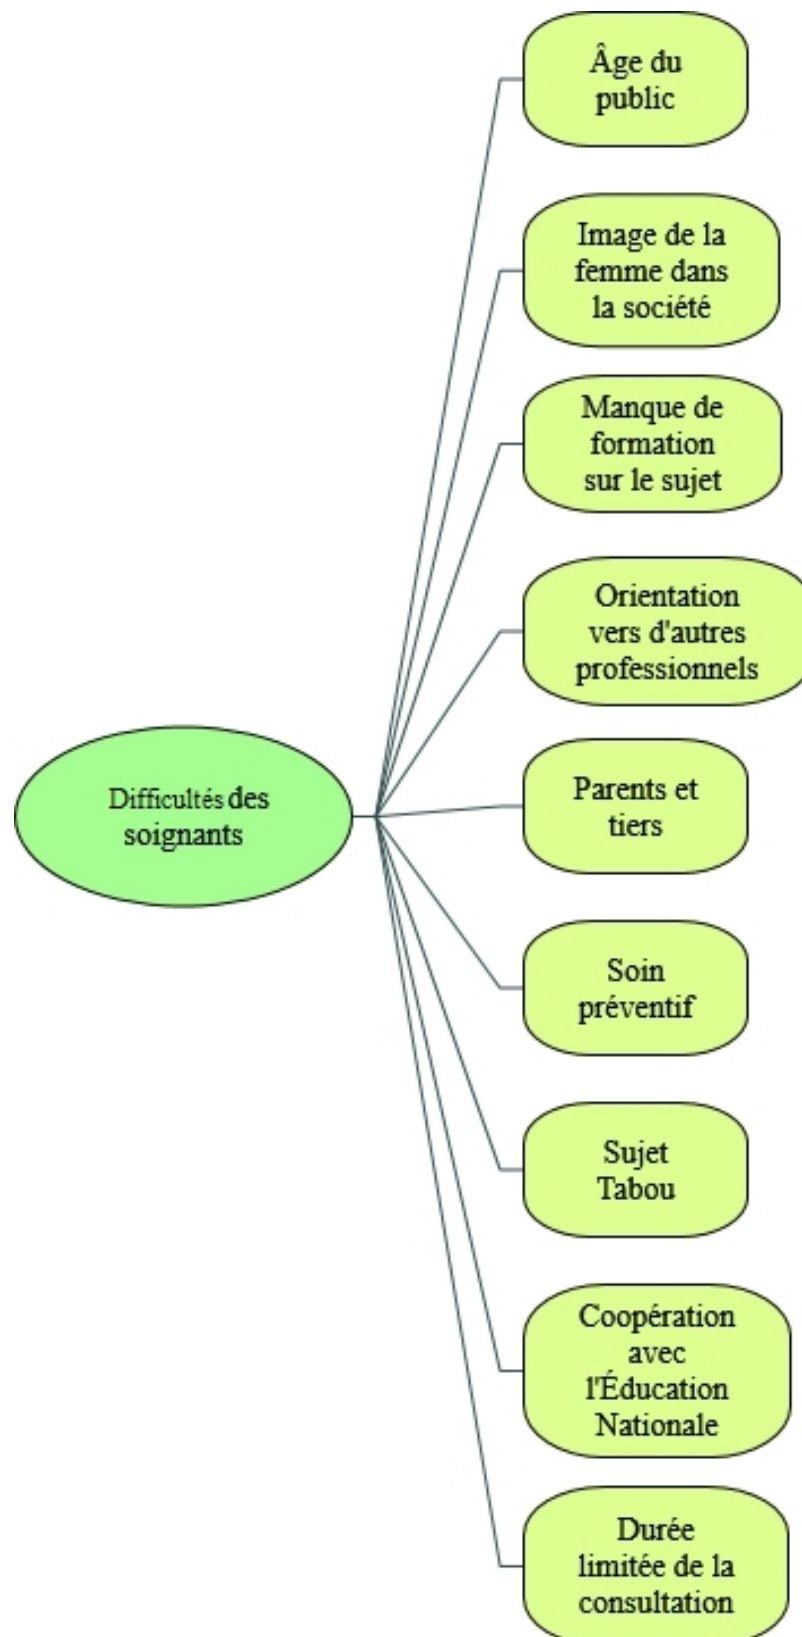 Âge du
public
Image de la
femme dans
la société
Manque de
formation
sur le sujet
Orientation
vers d'autres
professionnels
Difficultés des
soignants
Parents et
tiers
Soin
préventif
Sujet
Tabou
Coopération
avec
l'Éducation
Nationale
Durée
limitée de la
consultation